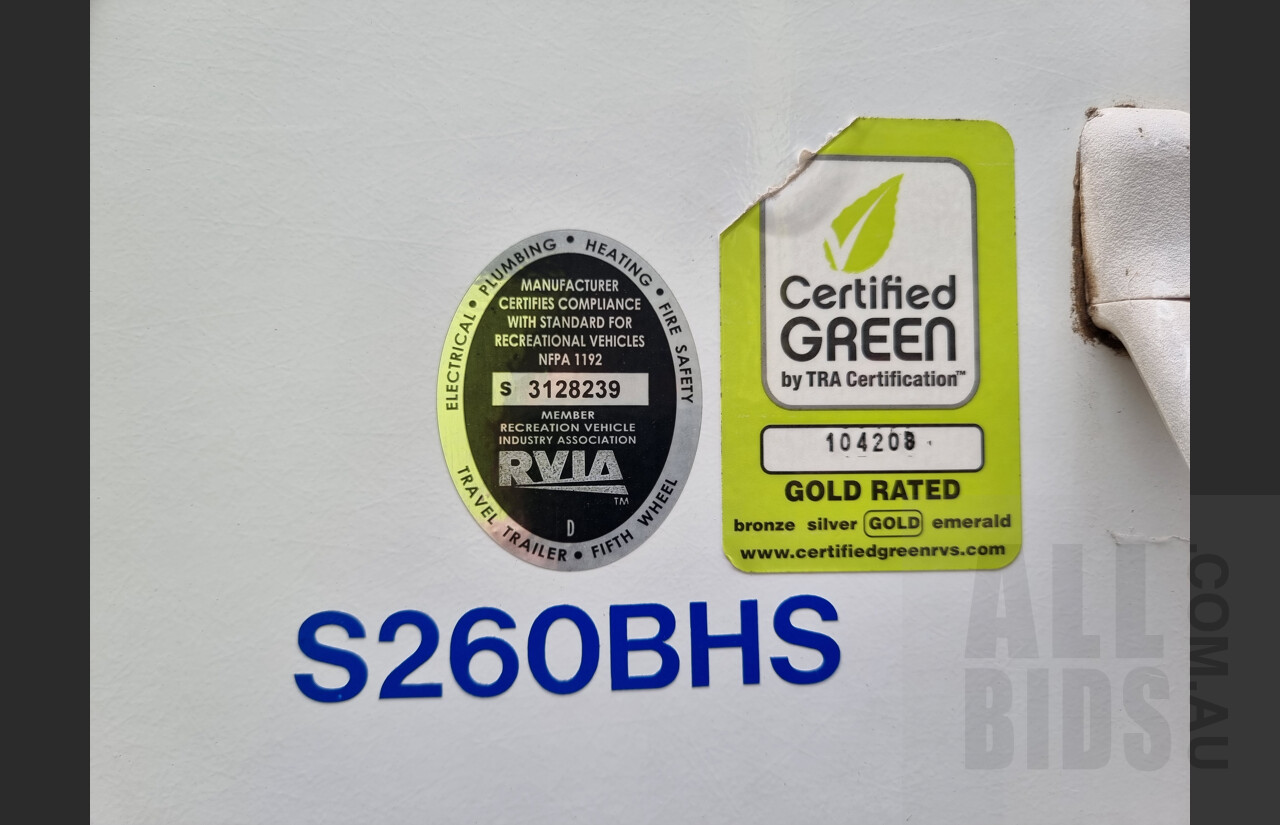 ELECTRICAL • PLUMBING • HEATING • FIRE SAFETY
MANUFACTURER
CERTIFIES COMPLIANCE
WITH STANDARD FOR
RECREATIONAL VEHICLES
NFPA 1192
S 3128239
MEMBER
RECREATION VEHICLE
INDUSTRY ASSOCIATION
RVIA
TM
D
TRAVEL TRAILER • FIFTH WHEEL
Certified
GREEN
by TRA Certification™
104208
GOLD RATED
bronze silver GOLD emerald
www.certifiedgreenrvs.com
S260BHS
ALL
BIDS
.COM.AU